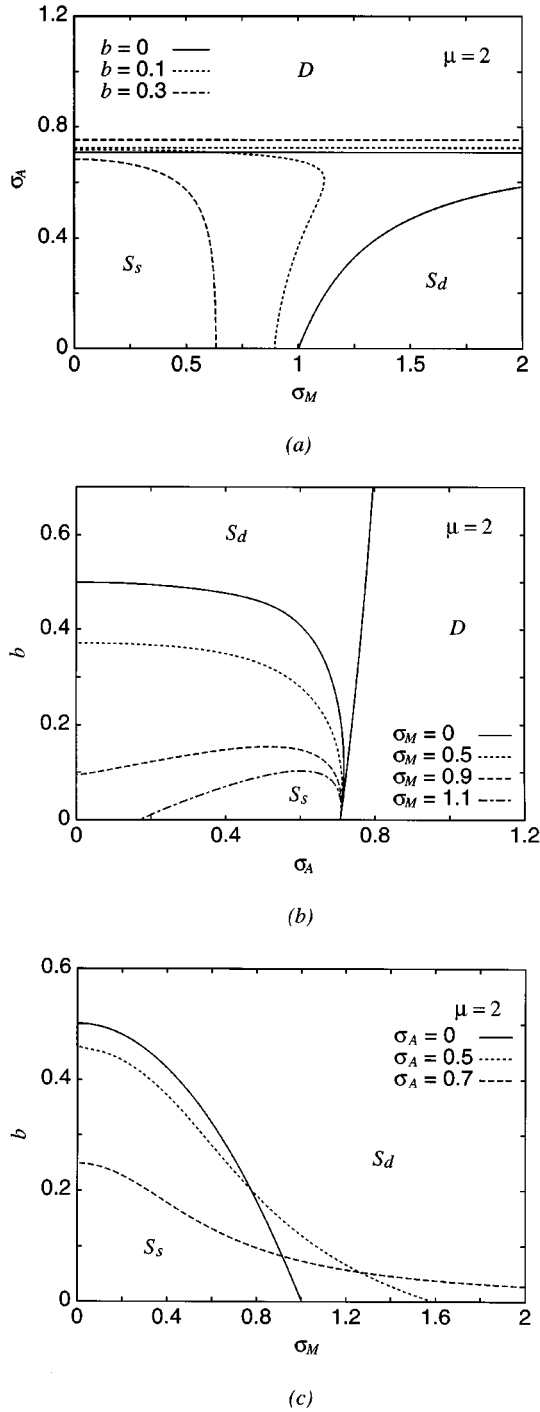 1.2
b = 0
b = 0.1
b = 0.3
D
μ = 2
0.8
σA
0.4
Ss
Sd
0
0 0.5 1 1.5 2
σM
(a)
0.6
Sd
μ = 2
0.4
D
b
0.2
σM = 0
σM = 0.5
σM = 0.9
σM = 1.1
Ss
0
0 0.4 0.8 1.2
σA
(b)
0.6
μ = 2
σA = 0
σA = 0.5
σA = 0.7
0.4
b
Sd
0.2
Ss
0
0 0.4 0.8 1.2 1.6 2
σM
(c)